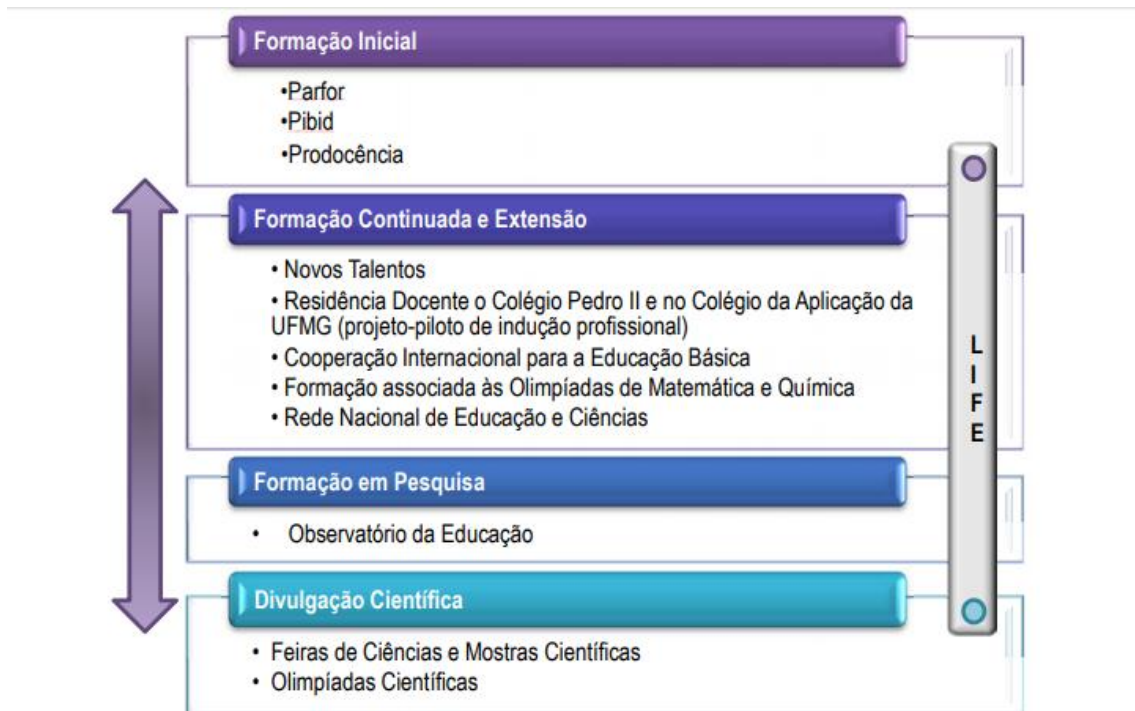 Formação Inicial
•Parfor
•Pibid
•Prodocência
Formação Continuada e Extensão
• Novos Talentos
• Residência Docente o Colégio Pedro II e no Colégio da Aplicação da
UFMG (projeto-piloto de indução profissional)
• Cooperação Internacional para a Educação Básica
• Formação associada às Olimpíadas de Matemática e Química
• Rede Nacional de Educação e Ciências
Formação em Pesquisa
• Observatório da Educação
Divulgação Científica
• Feiras de Ciências e Mostras Científicas
• Olimpíadas Científicas
L
I
F
E